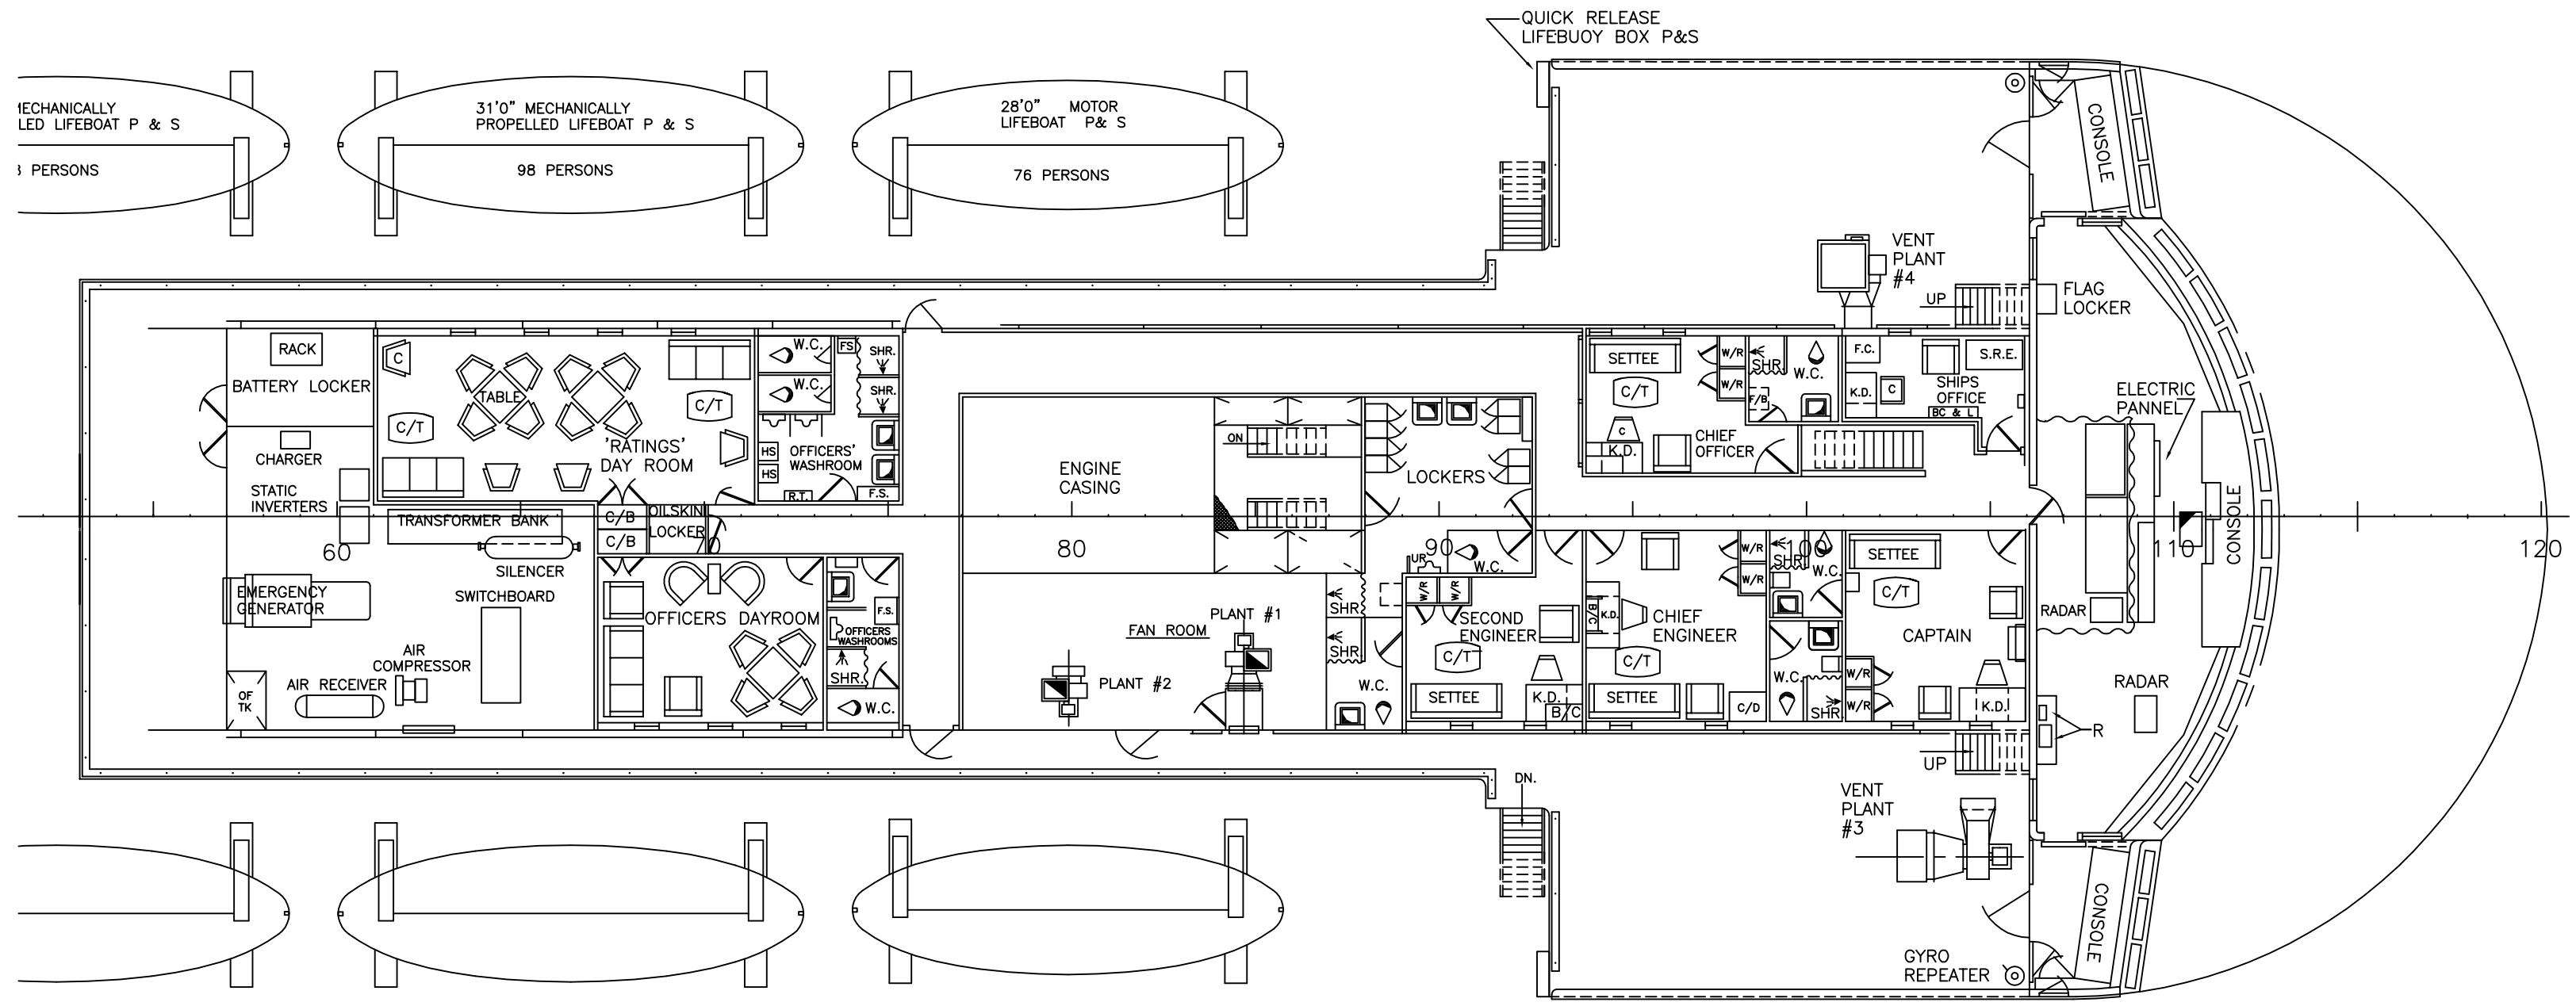 QUICK RELEASE
LIFEBUOY BOX P&S
MECHANICALLY
LLED LIFEBOAT P & S
PERSONS
31'0" MECHANICALLY
PROPELLED LIFEBOAT P & S
98 PERSONS
28'0" MOTOR
LIFEBOAT P& S
76 PERSONS
CONSOLE
VENT
PLANT
#4
UP
FLAG
LOCKER
RACK
BATTERY LOCKER
CHARGER
STATIC
INVERTERS
60
TRANSFORMER BANK
SILENCER
EMERGENCY
GENERATOR
SWITCHBOARD
AIR
COMPRESSOR
AIR RECEIVER
OF
TK
C
TABLE
C/T
C/T
'RATINGS'
DAY ROOM
W.C.
W.C.
FS
SHR.
SHR.
HS
HS
OFFICERS'
WASHROOM
R.T.
F.S.
C/B
C/B
OILSKIN
LOCKER
OFFICERS DAYROOM
F.S.
OFFICERS
WASHROOMS
SHR.
W.C.
ENGINE
CASING
80
ON
LOCKERS
90
UR
W.C.
FAN ROOM
PLANT #1
PLANT #2
SHR.
SHR.
W.C.
SETTEE
C/T
C
K.D.
W/R
W/R
SHR.
F/B
W.C.
CHIEF
OFFICER
F.C.
K.D.
C
S.R.E.
SHIPS
OFFICE
BC & L
W/R
W/R
SECOND
ENGINEER
C/T
SETTEE
K.D.
B/C
B/C
K.D.
CHIEF
ENGINEER
C/T
SETTEE
C/D
W/R
W/R
SHR.
100
W.C.
W.C.
SHR.
SETTEE
C/T
CAPTAIN
W/R
W/R
K.D.
ELECTRIC
PANNEL
CONSOLE
110
120
RADAR
RADAR
R
UP
DN.
VENT
PLANT
#3
GYRO
REPEATER
CONSOLE